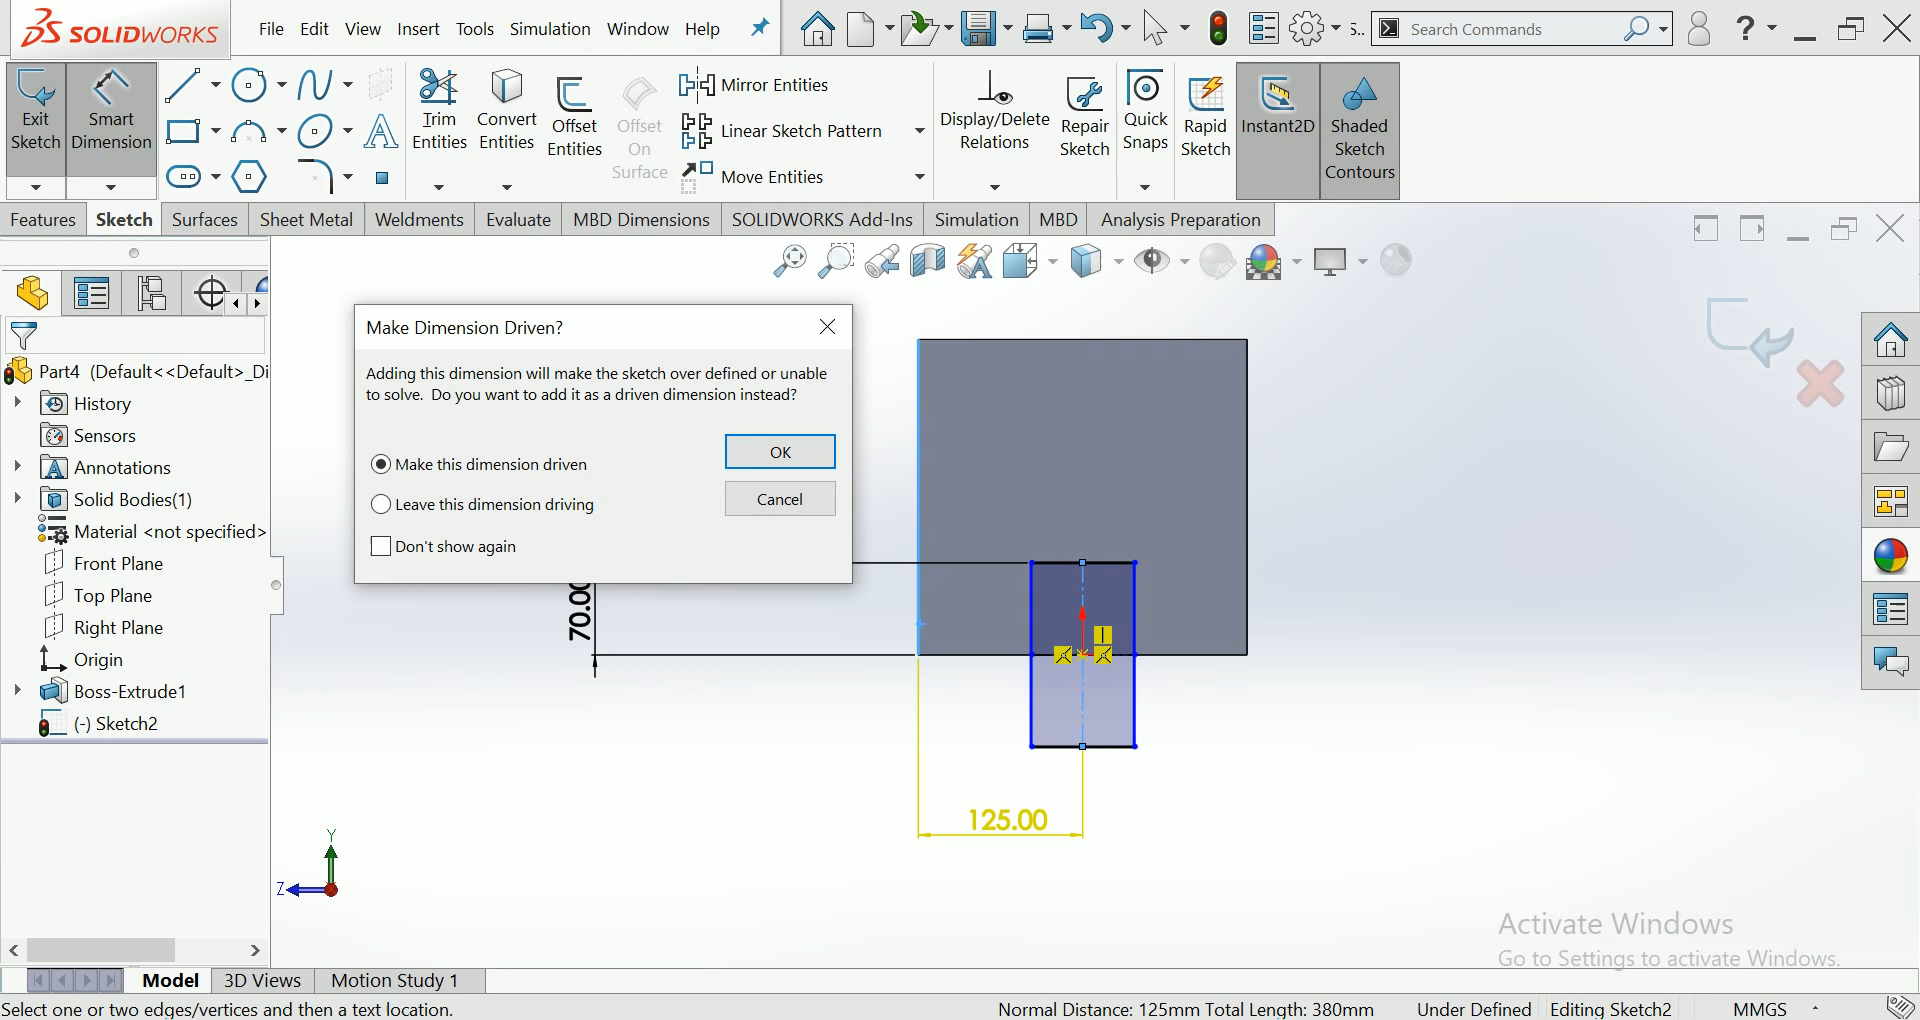 SOLIDWORKS
File Edit View Insert Tools Simulation Window Help
S..
Search Commands
?
Exit Sketch
Smart Dimension
Trim Entities
Convert Entities
Offset Entities
Offset On Surface
Mirror Entities
Linear Sketch Pattern
Move Entities
Display/Delete Relations
Repair Sketch
Quick Snaps
Rapid Sketch
Instant2D
Shaded Sketch Contours
Features Sketch Surfaces Sheet Metal Weldments Evaluate MBD Dimensions SOLIDWORKS Add-Ins Simulation MBD Analysis Preparation
Part4 (Default<<Default>_Di
History
Sensors
Annotations
Solid Bodies(1)
Material <not specified>
Front Plane
Top Plane
Right Plane
Origin
Boss-Extrude1
(-) Sketch2
Make Dimension Driven?
Adding this dimension will make the sketch over defined or unable
to solve. Do you want to add it as a driven dimension instead?
Make this dimension driven
Leave this dimension driving
Don't show again
OK
Cancel
70.00
125.00
Y
Z
Activate Windows
Go to Settings to activate Windows.
Model 3D Views Motion Study 1
Select one or two edges/vertices and then a text location.
Normal Distance: 125mm Total Length: 380mm Under Defined Editing Sketch2 MMGS